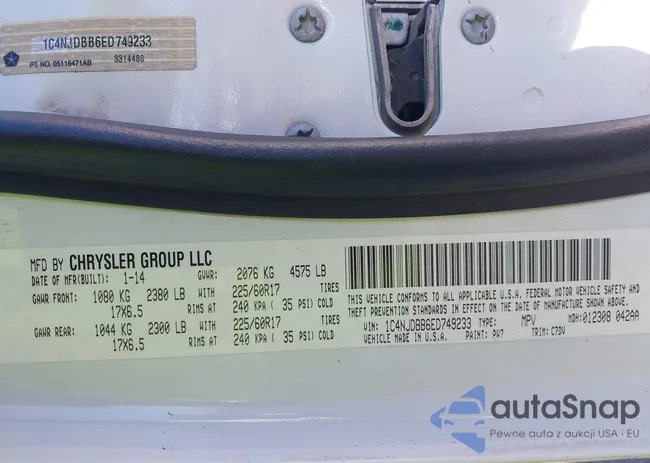 1C4NJDBB6ED749233
3314480
PT. NO. 05116471AB
MFD BY CHRYSLER GROUP LLC
DATE OF MFR(BUILT): 1-14 GVWR: 2076 KG 4575 LB
GAWR FRONT: 1080 KG 2380 LB WITH 225/60R17 TIRES
17X6.5 RIMS AT 240 KPA ( 35 PSI) COLD
GAWR REAR: 1044 KG 2300 LB WITH 225/60R17 TIRES
17X6.5 RIMS AT 240 KPA ( 35 PSI) COLD
THIS VEHICLE CONFORMS TO ALL APPLICABLE U.S.A. FEDERAL MOTOR VEHICLE SAFETY AND
THEFT PREVENTION STANDARDS IN EFFECT ON THE DATE OF MANUFACTURE SHOWN ABOVE.
VIN: 1C4NJDBB6ED749233 TYPE: MPV MDH: 012308 042AA
VEHICLE MADE IN U.S.A. PAINT: PW7 TRIM: C7DV
autaSnap
Pewne auta z aukcji USA i EU